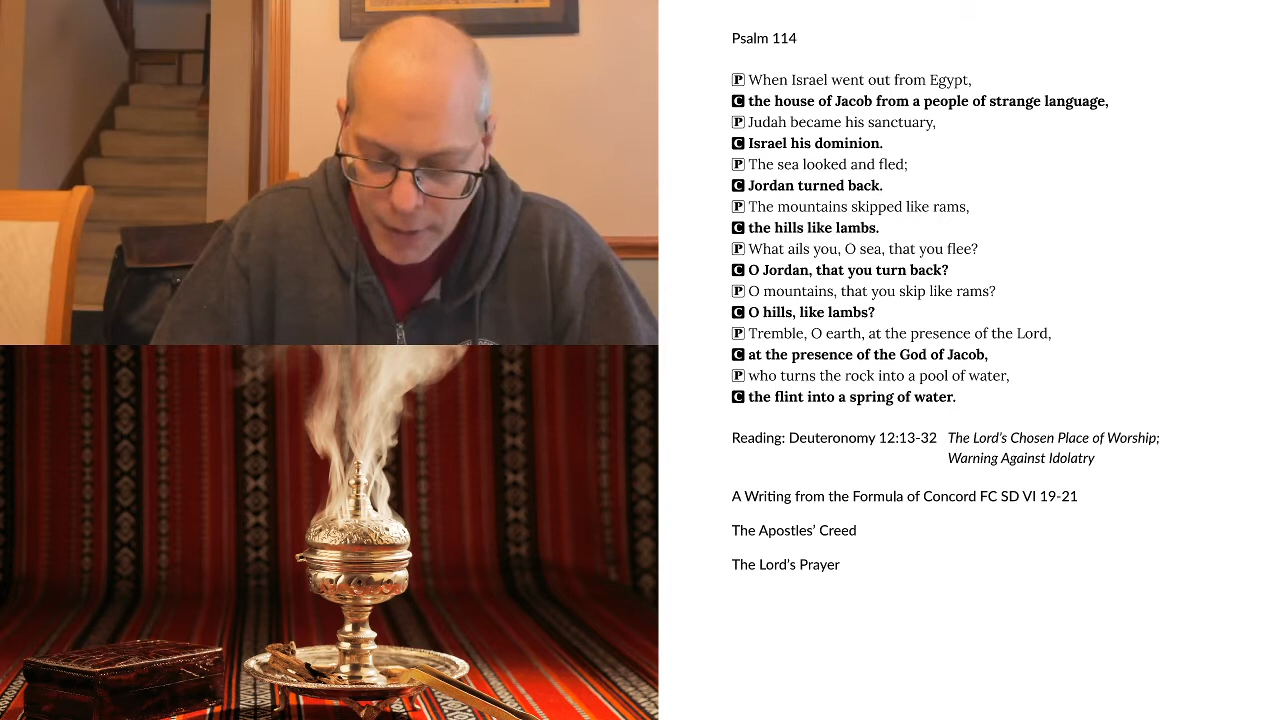 Psalm 114
P When Israel went out from Egypt,
C the house of Jacob from a people of strange language,
P Judah became his sanctuary,
C Israel his dominion.
P The sea looked and fled;
C Jordan turned back.
P The mountains skipped like rams,
C the hills like lambs.
P What ails you, O sea, that you flee?
C O Jordan, that you turn back?
P O mountains, that you skip like rams?
C O hills, like lambs?
P Tremble, O earth, at the presence of the Lord,
C at the presence of the God of Jacob,
P who turns the rock into a pool of water,
C the flint into a spring of water.
Reading: Deuteronomy 12:13-32 The Lord's Chosen Place of Worship;
Warning Against Idolatry
A Writing from the Formula of Concord FC SD VI 19-21
The Apostles' Creed
The Lord's Prayer